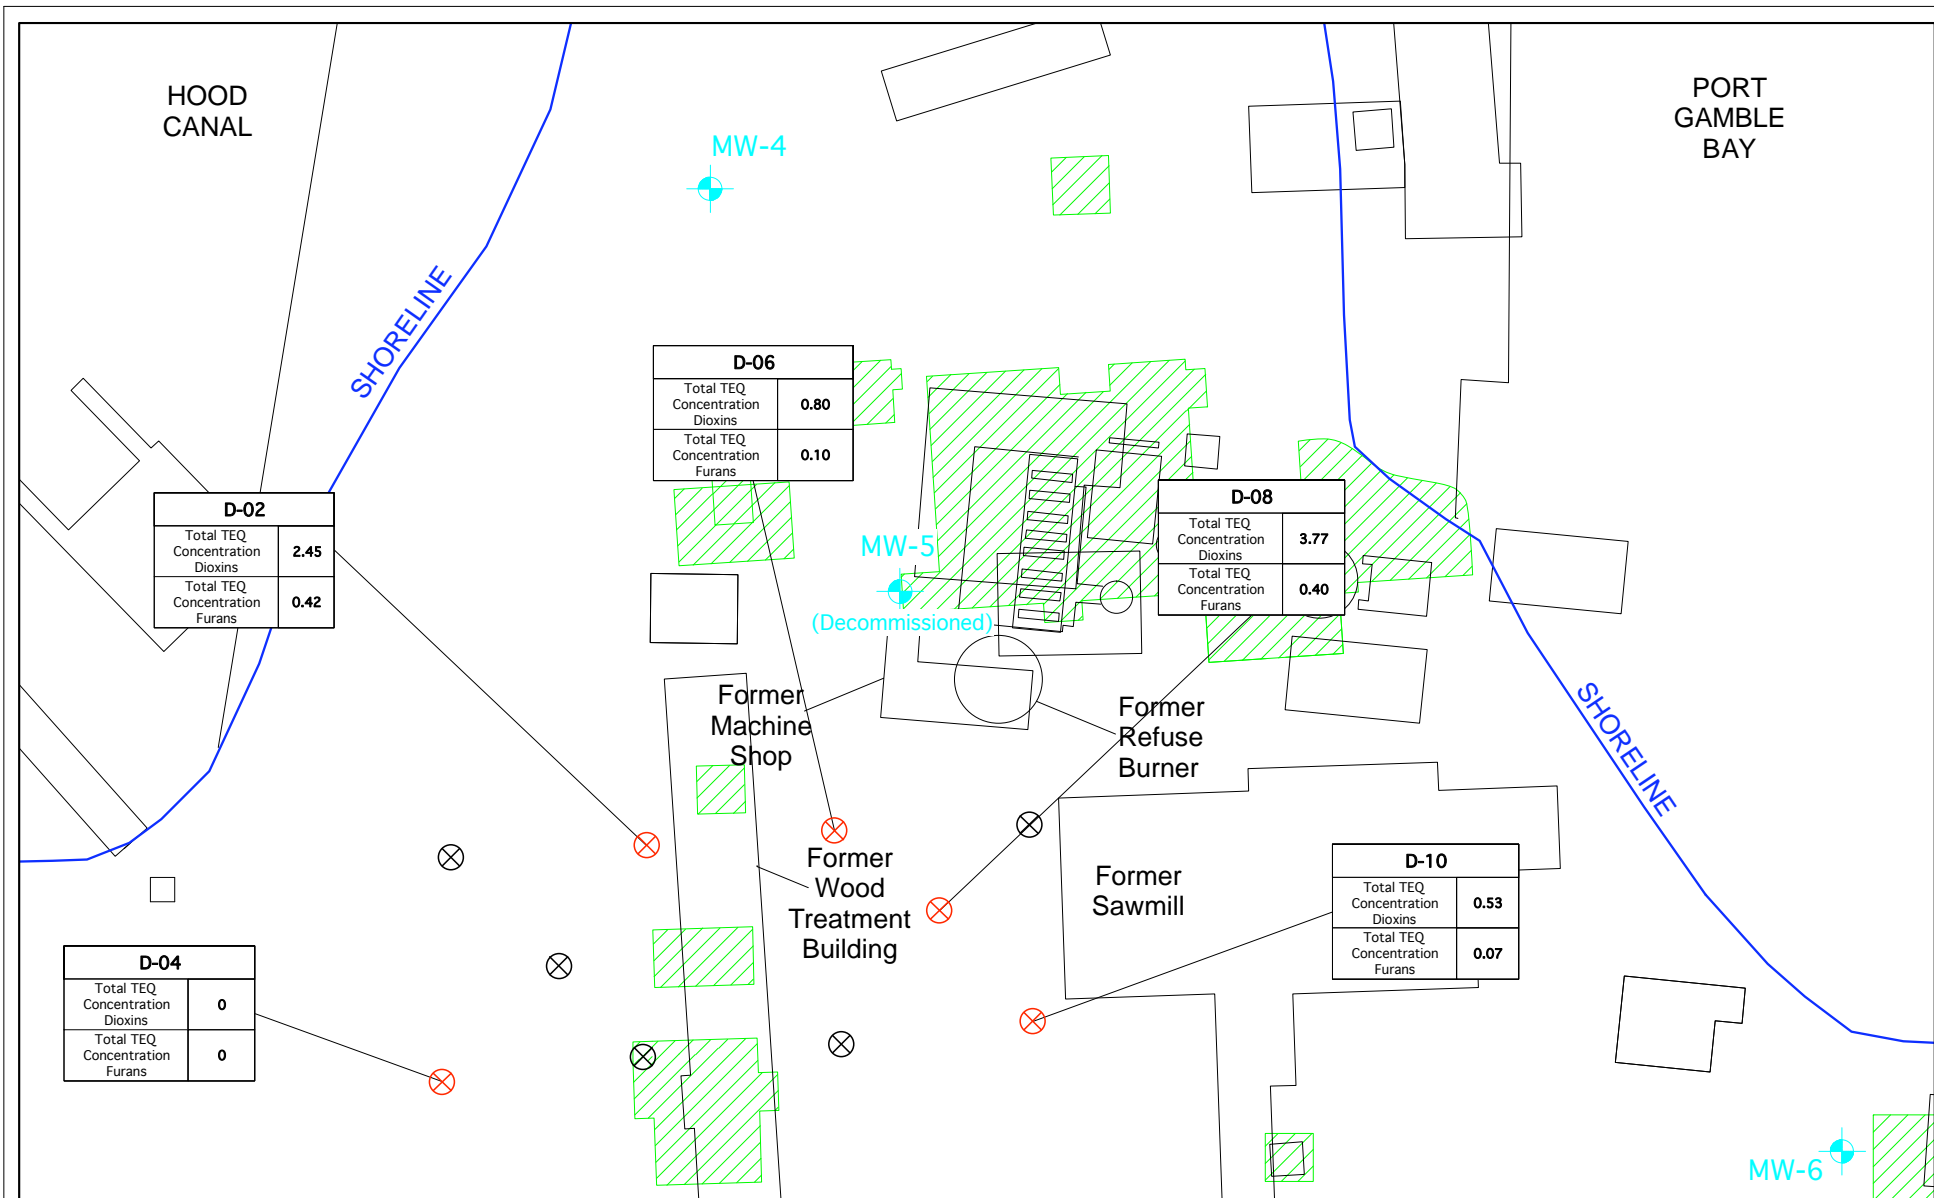 HOOD
CANAL
PORT
GAMBLE
BAY
MW-4
SHORELINE
D-06
Total TEQ
Concentration
Dioxins
0.80
Total TEQ
Concentration
Furans
0.10
D-02
Total TEQ
Concentration
Dioxins
2.45
Total TEQ
Concentration
Furans
0.42
D-08
Total TEQ
Concentration
Dioxins
3.77
Total TEQ
Concentration
Furans
0.40
MW-5
(Decommissioned)
Former
Machine
Shop
Former
Refuse
Burner
SHORELINE
Former
Wood
Treatment
Building
Former
Sawmill
D-10
Total TEQ
Concentration
Dioxins
0.53
Total TEQ
Concentration
Furans
0.07
D-04
Total TEQ
Concentration
Dioxins
0
Total TEQ
Concentration
Furans
0
MW-6